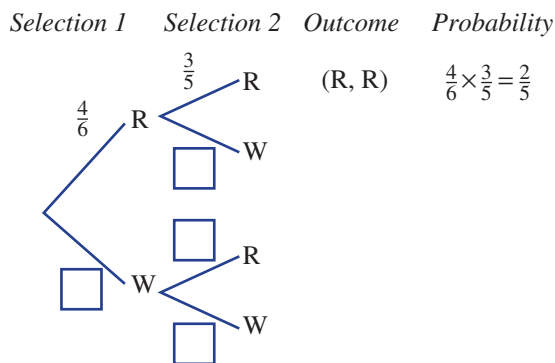 Selection 1 Selection 2 Outcome Probability
3/5 R (R, R) 4/6 × 3/5 = 2/5
4/6 R
W
R
W
W